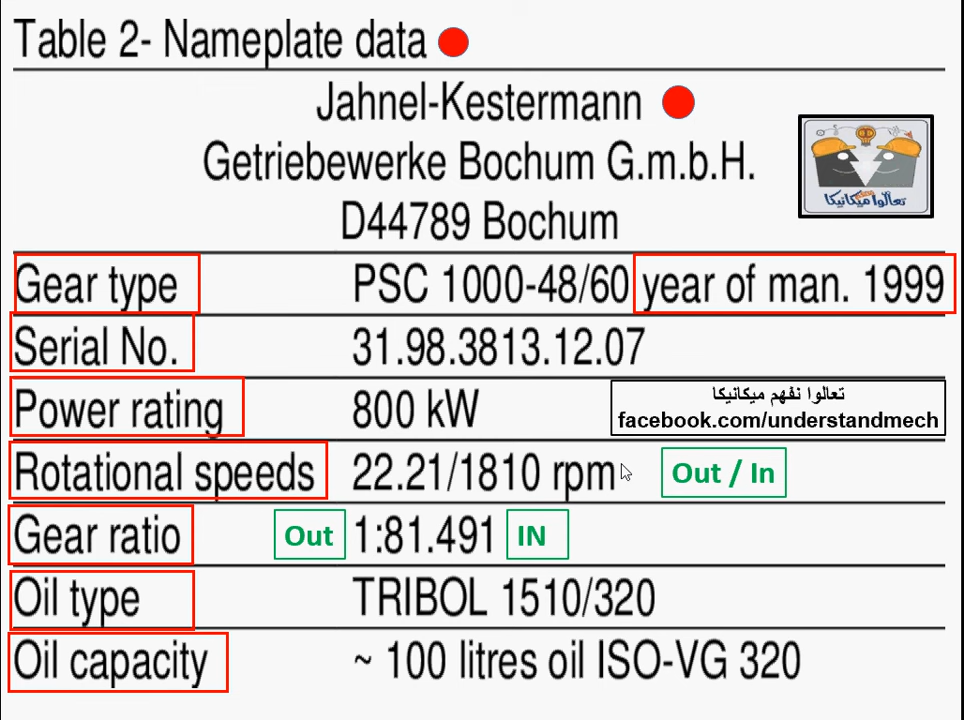 Table 2- Nameplate data
Jahnel-Kestermann
Getriebewerke Bochum G.m.b.H.
D44789 Bochum
تعالوا نفهم ميكانيكا
Gear type PSC 1000-48/60 year of man. 1999
Serial No. 31.98.3813.12.07
Power rating 800 kW
تعالوا نفهم ميكانيكا
facebook.com/understandmech
Rotational speeds 22.21/1810 rpm Out / In
Gear ratio Out 1:81.491 IN
Oil type TRIBOL 1510/320
Oil capacity ~ 100 litres oil ISO-VG 320